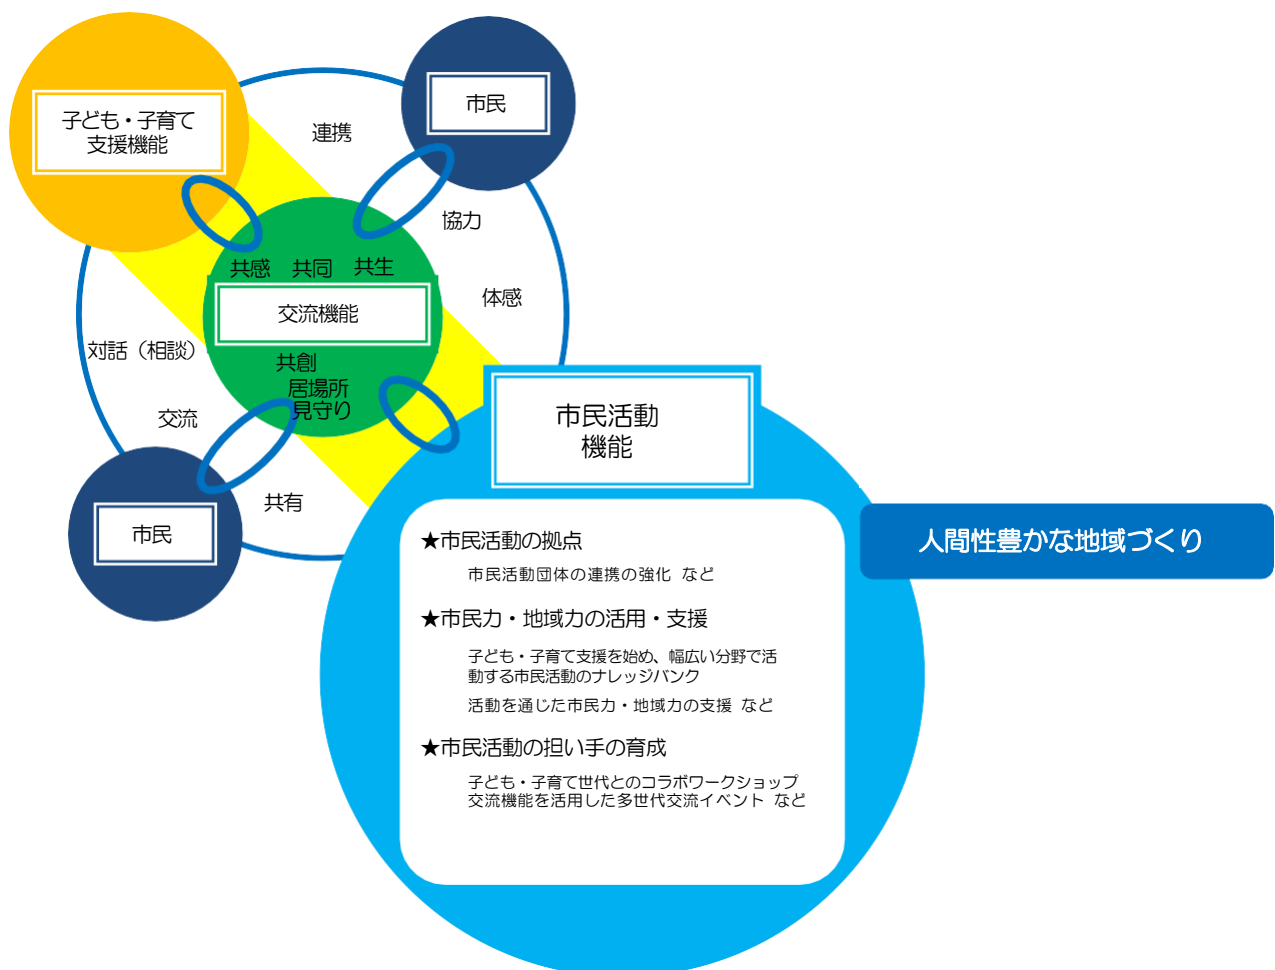 子ども・子育て
支援機能
市民
連携
協力
共感 共同 共生
体感
交流機能
対話（相談）
共創
居場所
見守り
交流
市民活動
機能
共有
市民
人間性豊かな地域づくり
★市民活動の拠点
市民活動団体の連携の強化 など
★市民力・地域力の活用・支援
子ども・子育て支援を始め、幅広い分野で活
動する市民活動のナレッジバンク
活動を通じた市民力・地域力の支援 など
★市民活動の担い手の育成
子ども・子育て世代とのコラボワークショップ
交流機能を活用した多世代交流イベント など